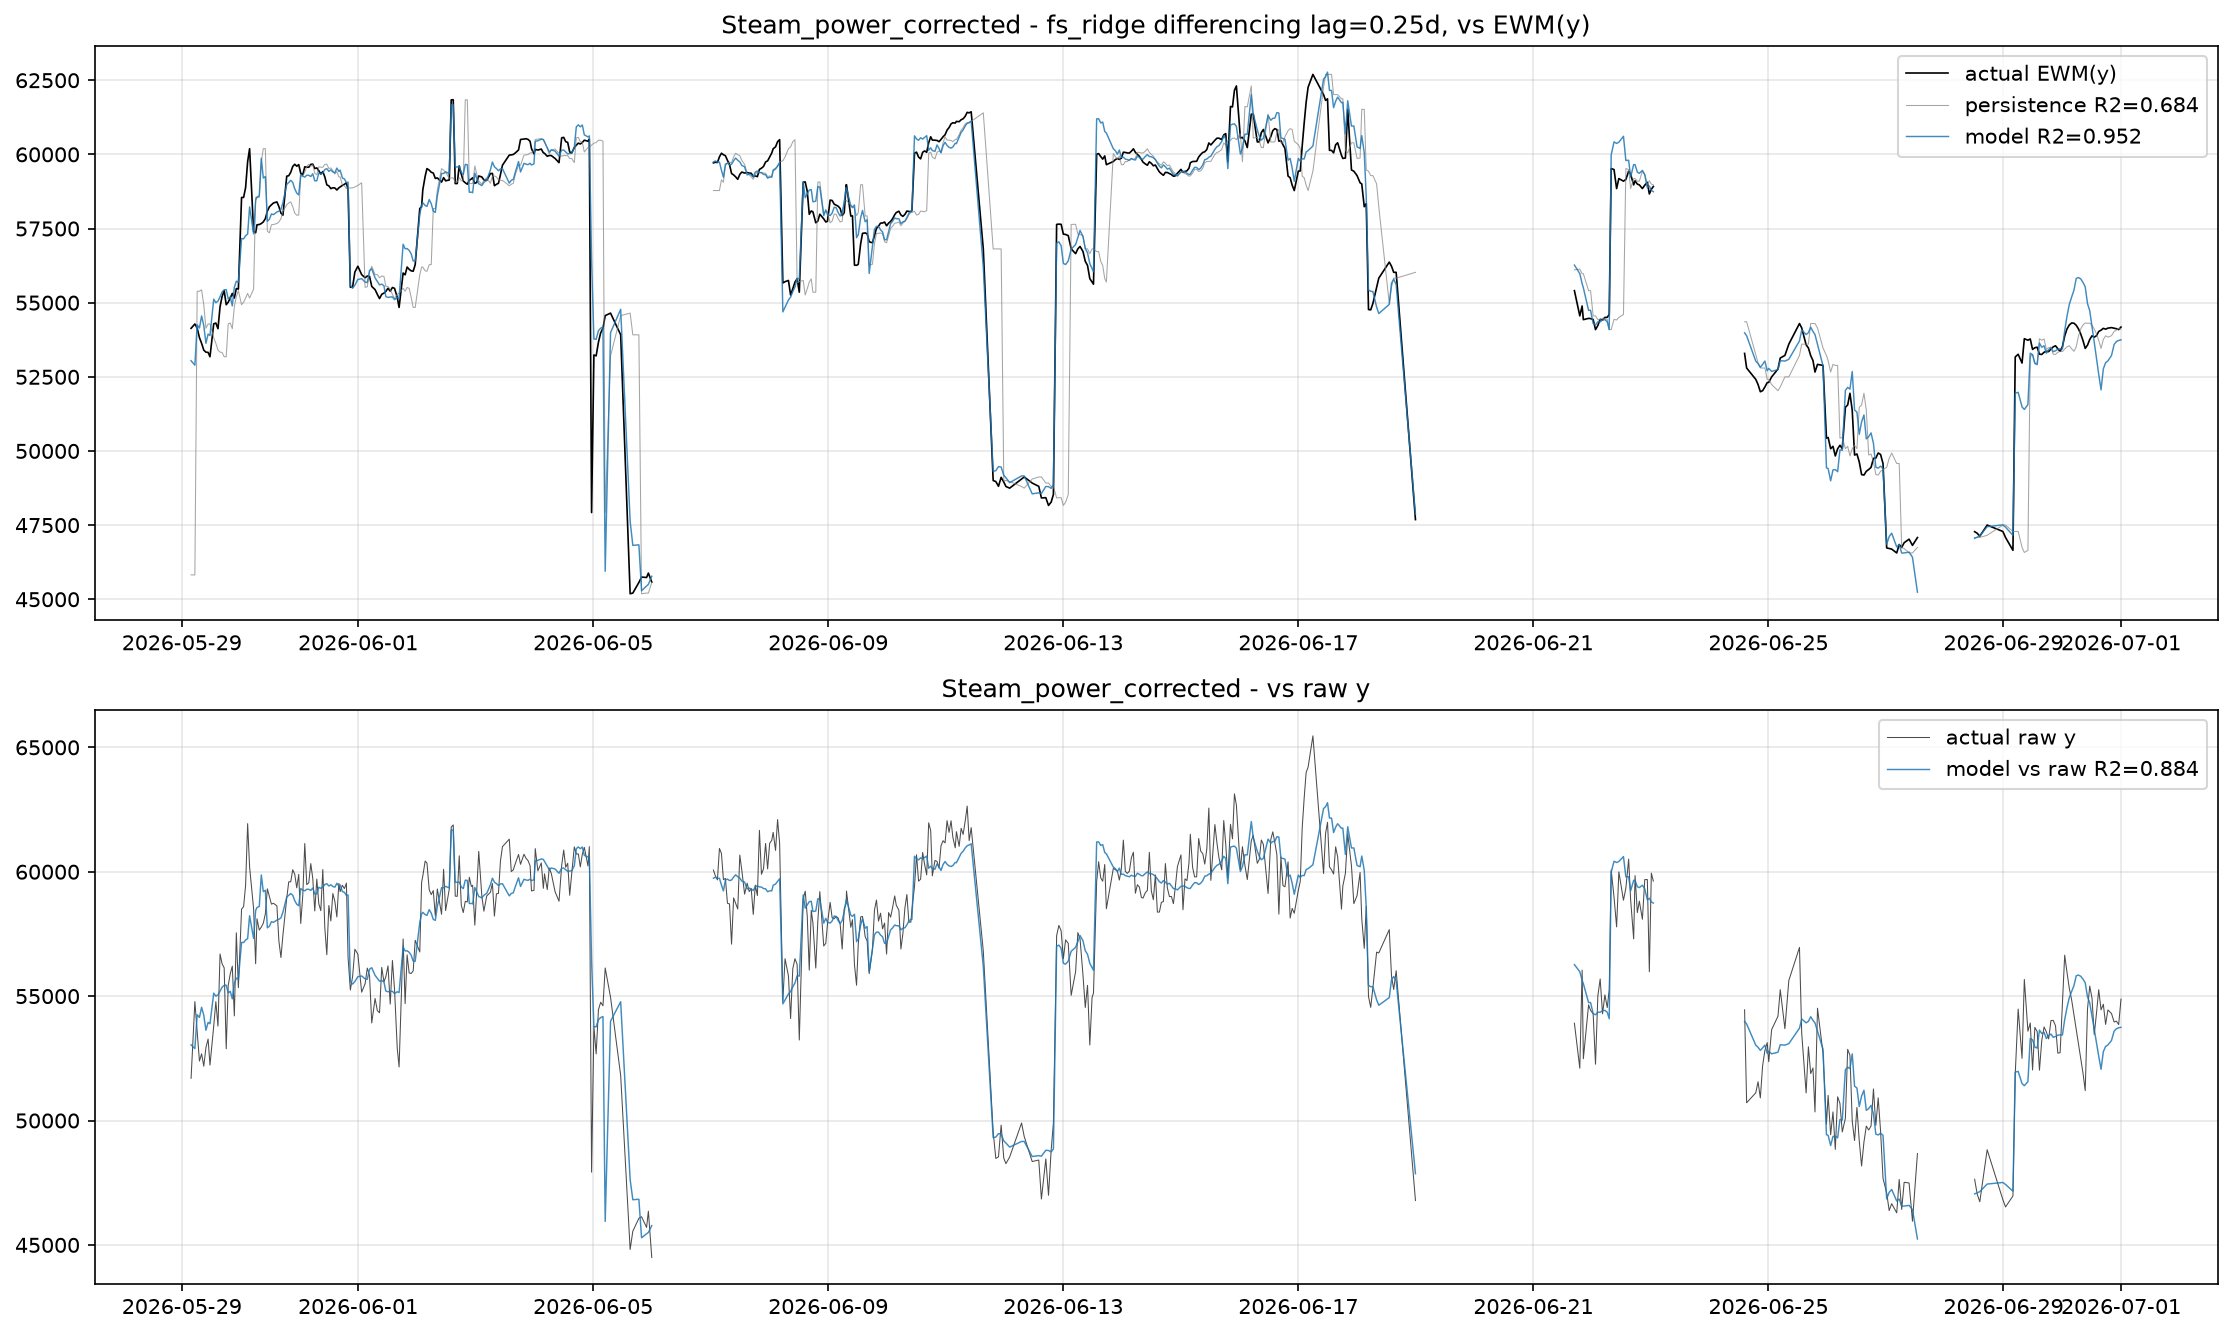 Steam_power_corrected - fs_ridge differencing lag=0.25d, vs EWM(y)
actual EWM(y)
persistence R2=0.684
model R2=0.952
62500
60000
57500
55000
52500
50000
47500
45000
2026-05-29 2026-06-01 2026-06-05 2026-06-09 2026-06-13 2026-06-17 2026-06-21 2026-06-25 2026-06-29 2026-07-01
Steam_power_corrected - vs raw y
actual raw y
model vs raw R2=0.884
65000
60000
55000
50000
45000
2026-05-29 2026-06-01 2026-06-05 2026-06-09 2026-06-13 2026-06-17 2026-06-21 2026-06-25 2026-06-29 2026-07-01